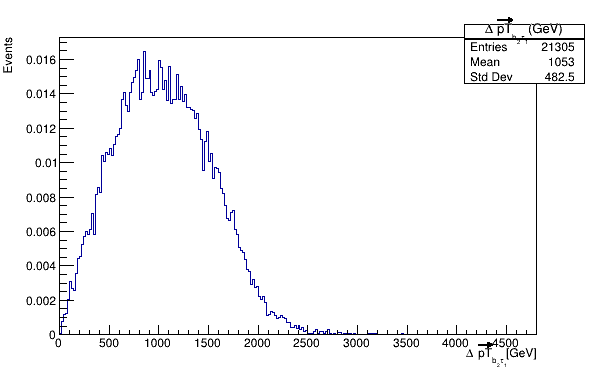 Δ pT b₂τ₁ (GeV)
Entries 21305
Mean 1053
Std Dev 482.5
Events
0.016
0.014
0.012
0.01
0.008
0.006
0.004
0.002
0
0 500 1000 1500 2000 2500 3000 3500 4000 4500
Δ pT b₂τ₁ [GeV]